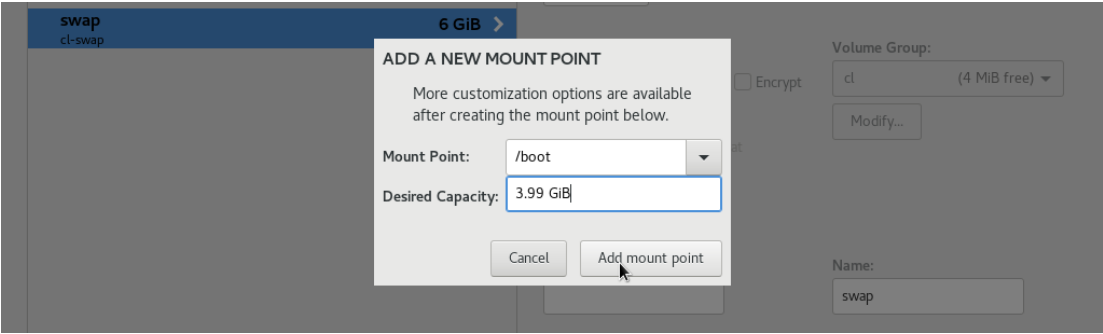 swap
6 GiB
cl-swap
ADD A NEW MOUNT POINT
More customization options are available
after creating the mount point below.
Mount Point:
/boot
Desired Capacity:
3.99 GiB
Cancel
Add mount point
Encrypt
at
Volume Group:
cl
(4 MiB free)
Modify...
Name:
swap